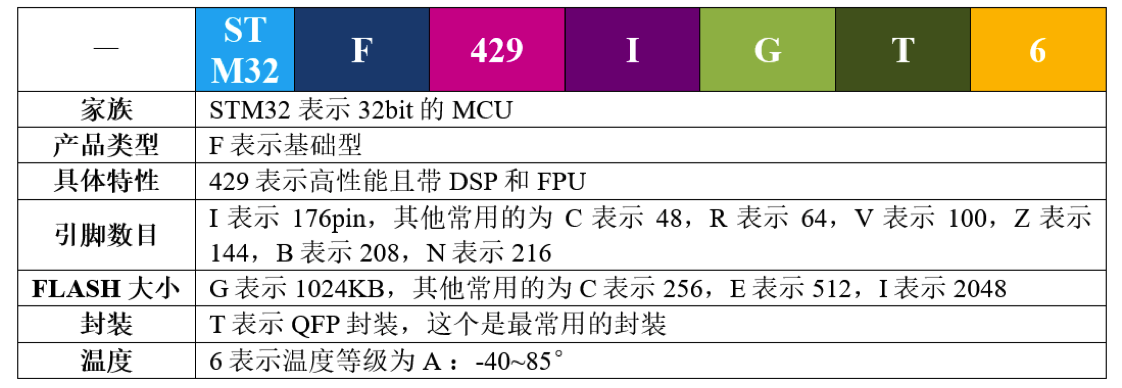 — ST M32 F 429 I G T 6
家族 STM32 表示 32bit 的 MCU
产品类型 F 表示基础型
具体特性 429 表示高性能且带 DSP 和 FPU
引脚数目 I 表示 176pin，其他常用的为 C 表示 48，R 表示 64，V 表示 100，Z 表示
144，B 表示 208，N 表示 216
FLASH 大小 G 表示 1024KB，其他常用的为 C 表示 256，E 表示 512，I 表示 2048
封装 T 表示 QFP 封装，这个是最常用的封装
温度 6 表示温度等级为 A ：-40~85°